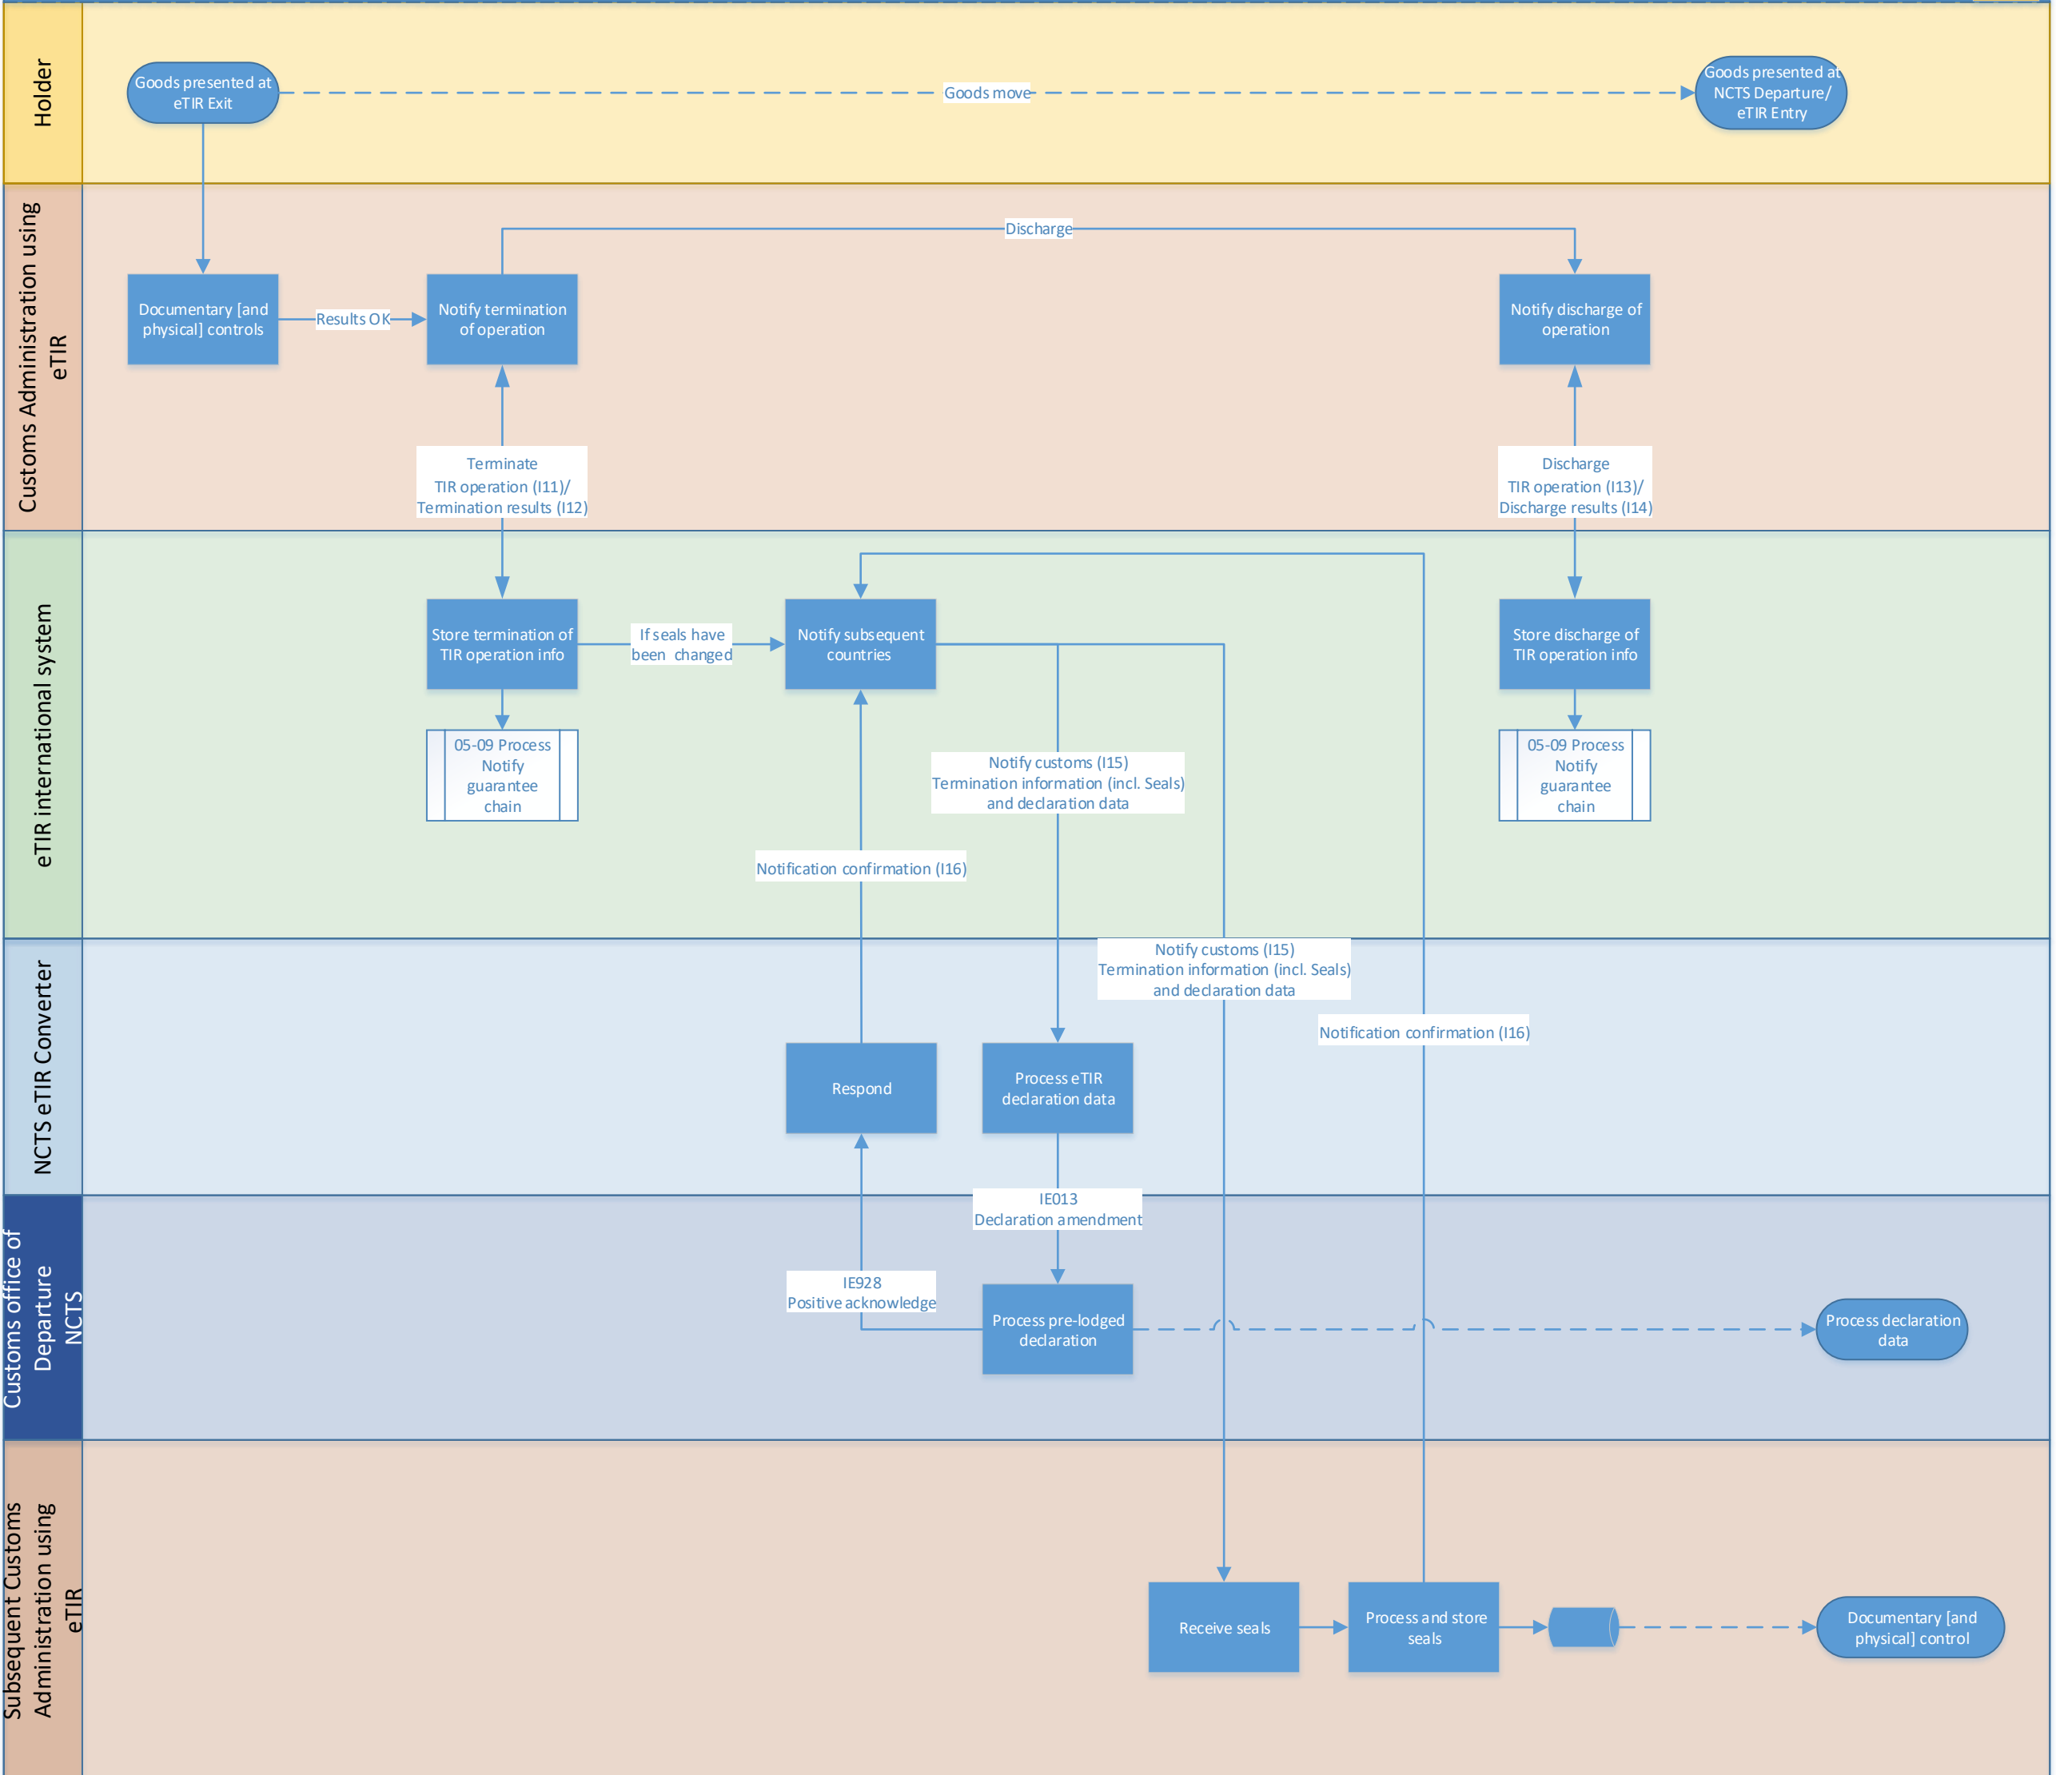 Holder
Goods presented at
eTIR Exit
Goods move
Goods presented at
NCTS Departure/
eTIR Entry
Customs Administration using
eTIR
Discharge
Documentary [and
physical] controls
Results OK
Notify termination
of operation
Notify discharge of
operation
Terminate
TIR operation (I11)/
Termination results (I12)
Discharge
TIR operation (I13)/
Discharge results (I14)
eTIR international system
Store termination of
TIR operation info
If seals have
been changed
Notify subsequent
countries
Store discharge of
TIR operation info
05-09 Process
Notify
guarantee
chain
Notify customs (I15)
Termination information (incl. Seals)
and declaration data
05-09 Process
Notify
guarantee
chain
Notification confirmation (I16)
NCTS eTIR Converter
Notify customs (I15)
Termination information (incl. Seals)
and declaration data
Notification confirmation (I16)
Respond
Process eTIR
declaration data
Customs office of
Departure
NCTS
IE013
Declaration amendment
IE928
Positive acknowledge
Process pre-lodged
declaration
Process declaration
data
Subsequent Customs
Administration using
eTIR
Receive seals
Process and store
seals
Documentary [and
physical] control